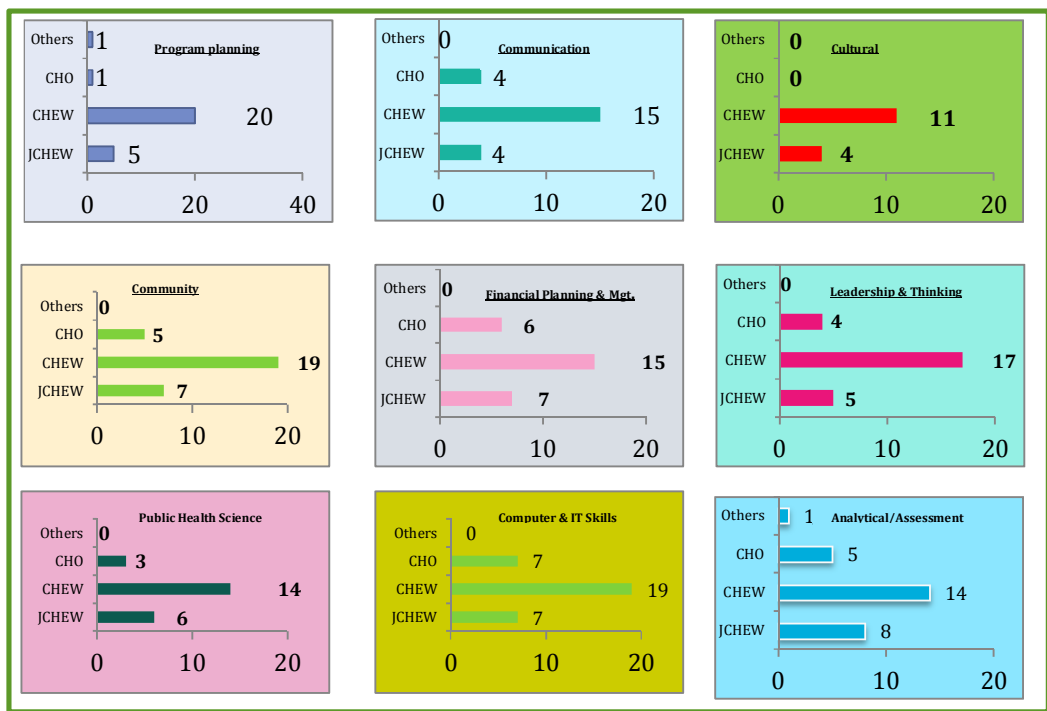 Program planning
Others 1
CHO 1
CHEW 20
JCHEW 5
0 20 40
Communication
Others 0
CHO 4
CHEW 15
JCHEW 4
0 10 20
Cultural
Others 0
CHO 0
CHEW 11
JCHEW 4
0 10 20
Community
Others 0
CHO 5
CHEW 19
JCHEW 7
0 10 20
Financial Planning & Mgt.
Others 0
CHO 6
CHEW 15
JCHEW 7
0 10 20
Leadership & Thinking
Others 0
CHO 4
CHEW 17
JCHEW 5
0 10 20
Public Health Science
Others 0
CHO 3
CHEW 14
JCHEW 6
0 10 20
Computer & IT Skills
Others 0
CHO 7
CHEW 19
JCHEW 7
0 10 20
Analytical/Assessment
Others 1
CHO 5
CHEW 14
JCHEW 8
0 10 20